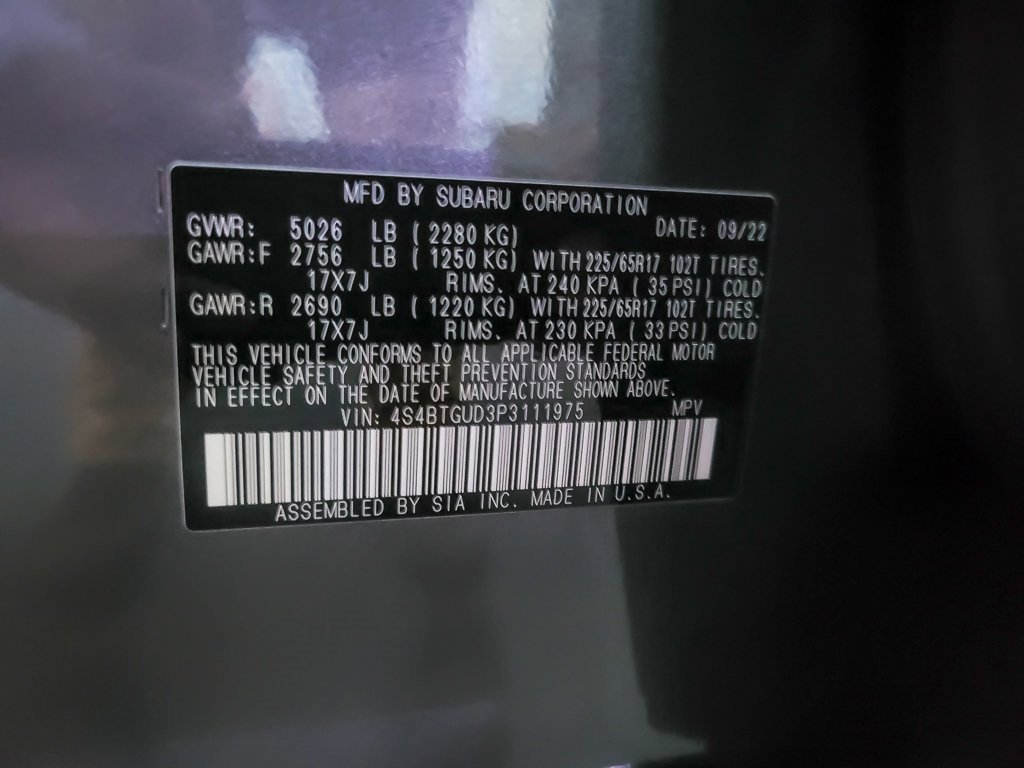 MFD BY SUBARU CORPORATION
GVWR: 5026 LB ( 2280 KG) DATE: 09/22
GAWR:F 2756 LB ( 1250 KG) WITH 225/65R17 102T TIRES.
17X7J RIMS. AT 240 KPA ( 35 PSI) COLD
GAWR:R 2690 LB ( 1220 KG) WITH 225/65R17 102T TIRES.
17X7J RIMS. AT 230 KPA ( 33 PSI) COLD
THIS VEHICLE CONFORMS TO ALL APPLICABLE FEDERAL MOTOR
VEHICLE SAFETY AND THEFT PREVENTION STANDARDS
IN EFFECT ON THE DATE OF MANUFACTURE SHOWN ABOVE.
VIN: 4S4BTGUD3P3111975 MPV
ASSEMBLED BY SIA INC. MADE IN U.S.A.